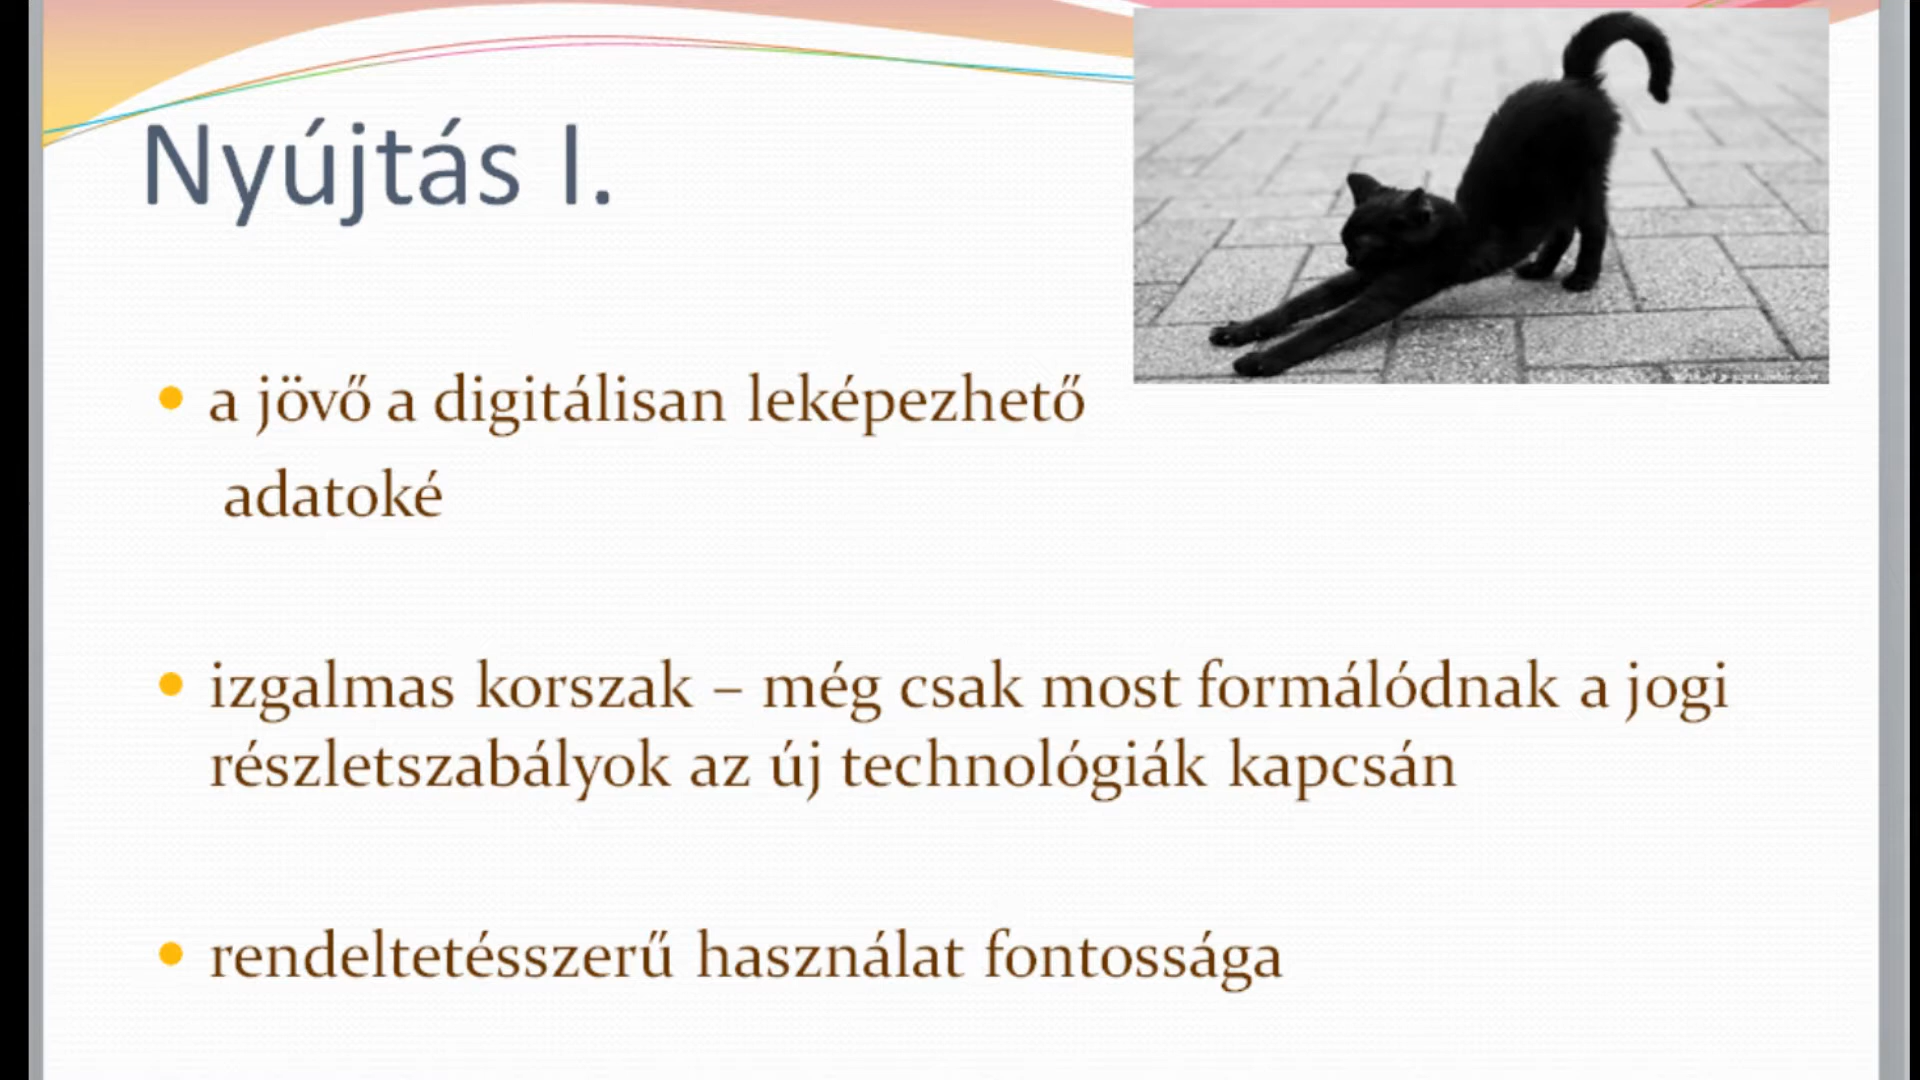 Nyújtás I.
a jövő a digitálisan leképezhető
adatoké
izgalmas korszak – még csak most formálódnak a jogi
részletszabályok az új technológiák kapcsán
rendeltetésszerű használat fontossága